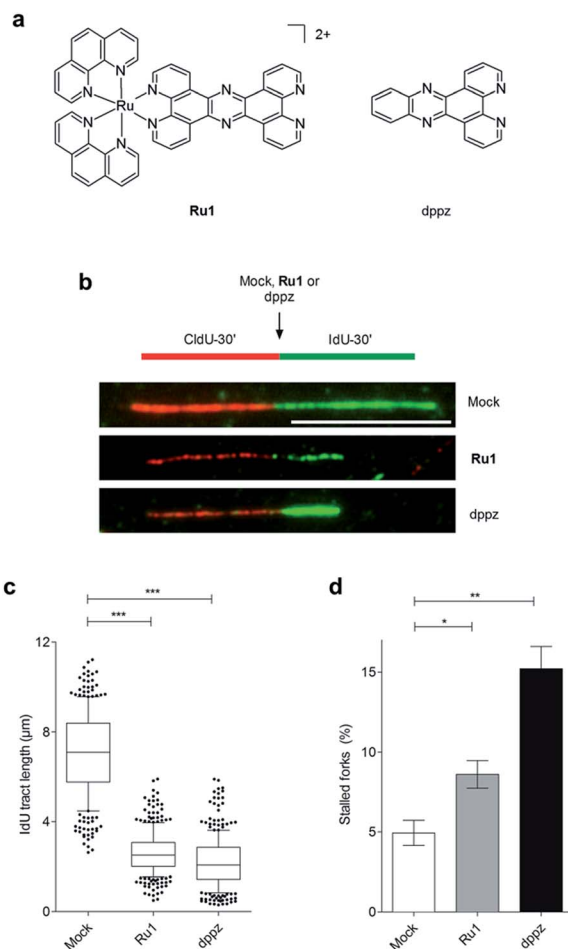 a
2+
N N N N N N
Ru
N N N N
N N
N N
Ru1
dppz
b
Mock, Ru1 or
dppz
CldU-30' IdU-30'
Mock
Ru1
dppz
c
***
***
IdU tract length (µm)
12
8
4
0
Mock Ru1 dppz
d
**
*
Stalled forks (%)
15
10
5
0
Mock Ru1 dppz